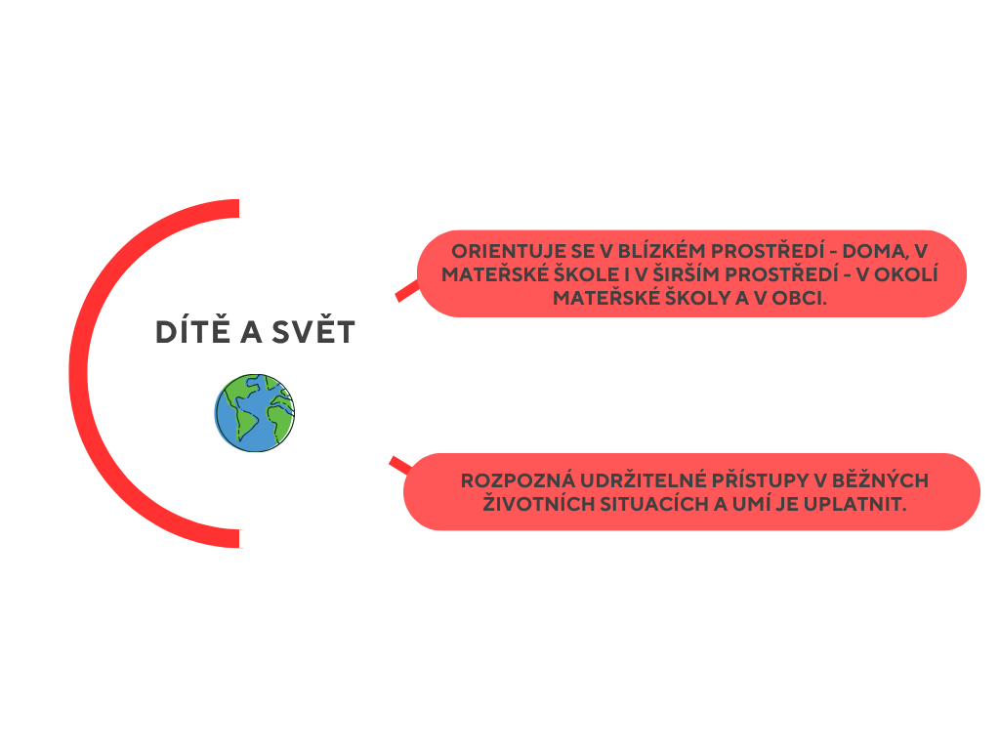 DÍTĚ A SVĚT
ORIENTUJE SE V BLÍZKÉM PROSTŘEDÍ - DOMA, V
MATEŘSKÉ ŠKOLE I V ŠIRŠÍM PROSTŘEDÍ - V OKOLÍ
MATEŘSKÉ ŠKOLY A V OBCI.
ROZPOZNÁ UDRŽITELNÉ PŘÍSTUPY V BĚŽNÝCH
ŽIVOTNÍCH SITUACÍCH A UMÍ JE UPLATNIT.